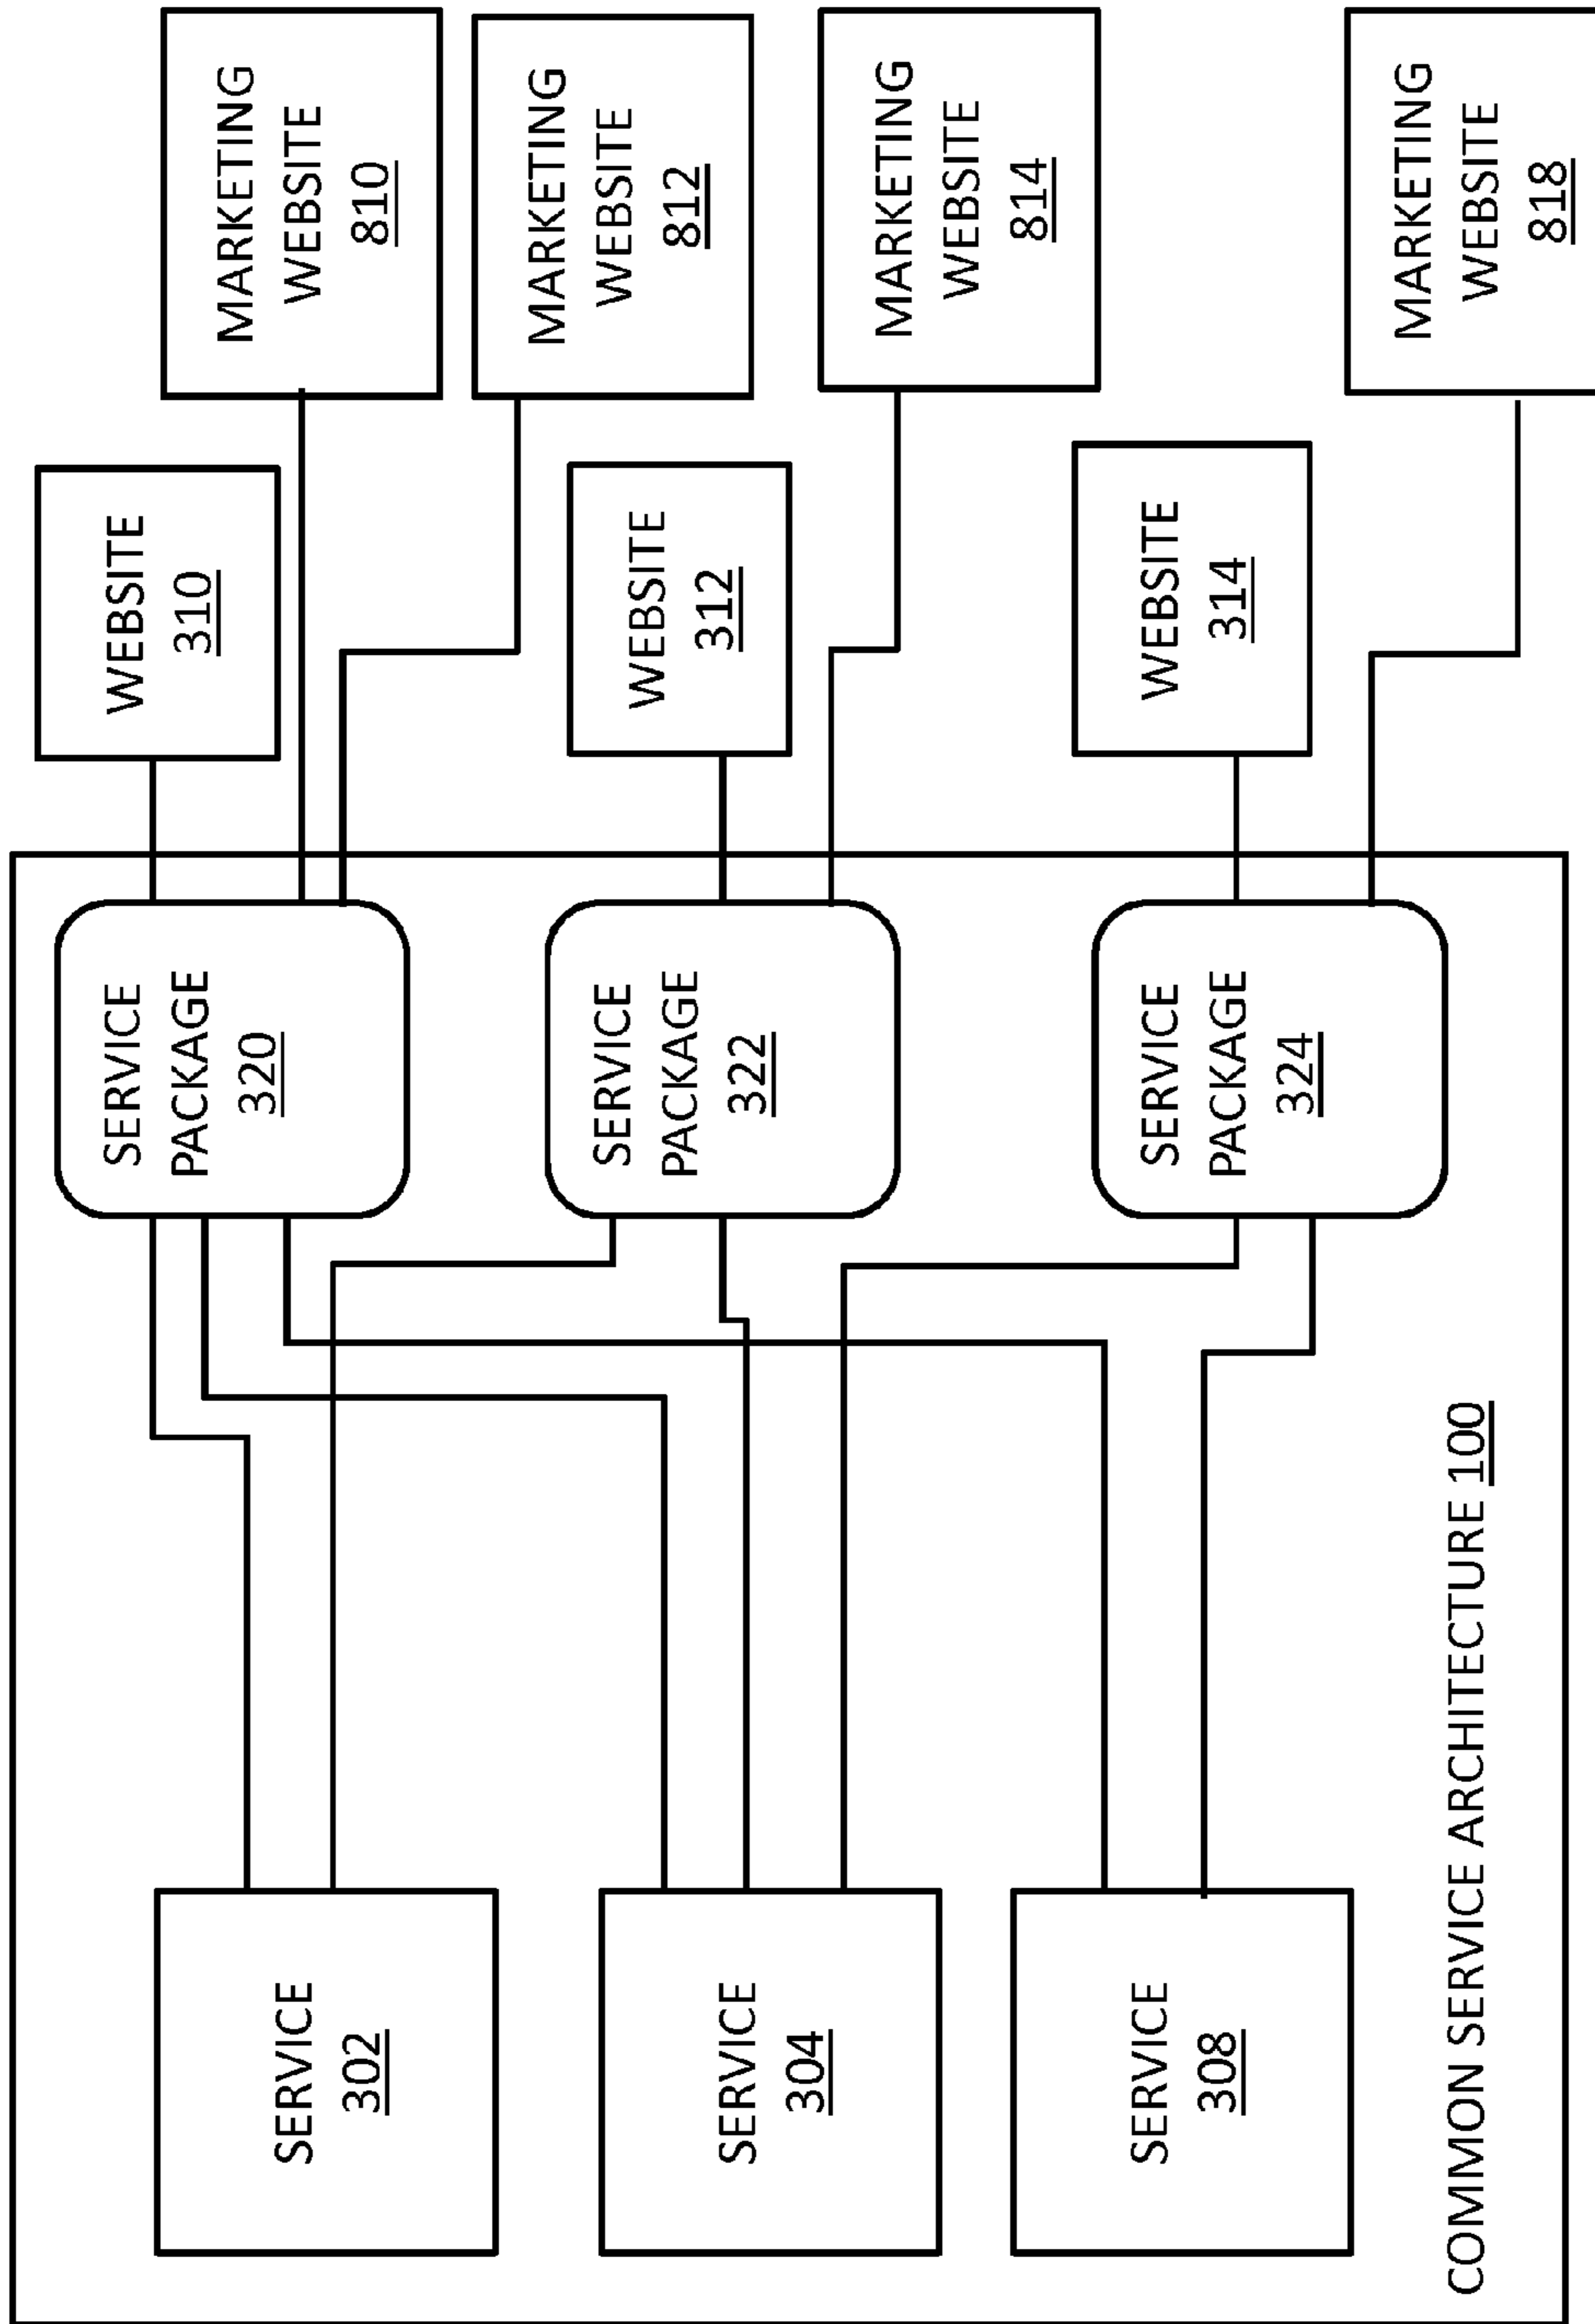 SERVICE
302
SERVICE
304
SERVICE
308
SERVICE
PACKAGE
320
SERVICE
PACKAGE
322
SERVICE
PACKAGE
324
WEBSITE
310
WEBSITE
312
WEBSITE
314
MARKETING
WEBSITE
810
MARKETING
WEBSITE
812
MARKETING
WEBSITE
814
MARKETING
WEBSITE
818
COMMON SERVICE ARCHITECTURE 100